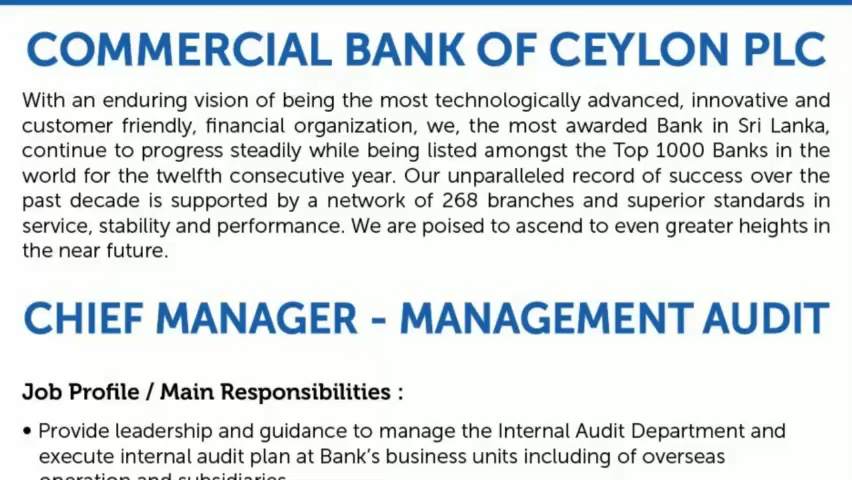 COMMERCIAL BANK OF CEYLON PLC
With an enduring vision of being the most technologically advanced, innovative and
customer friendly, financial organization, we, the most awarded Bank in Sri Lanka,
continue to progress steadily while being listed amongst the Top 1000 Banks in the
world for the twelfth consecutive year. Our unparalleled record of success over the
past decade is supported by a network of 268 branches and superior standards in
service, stability and performance. We are poised to ascend to even greater heights in
the near future.
CHIEF MANAGER - MANAGEMENT AUDIT
Job Profile / Main Responsibilities :
• Provide leadership and guidance to manage the Internal Audit Department and
execute internal audit plan at Bank's business units including of overseas
operation and subsidiaries.